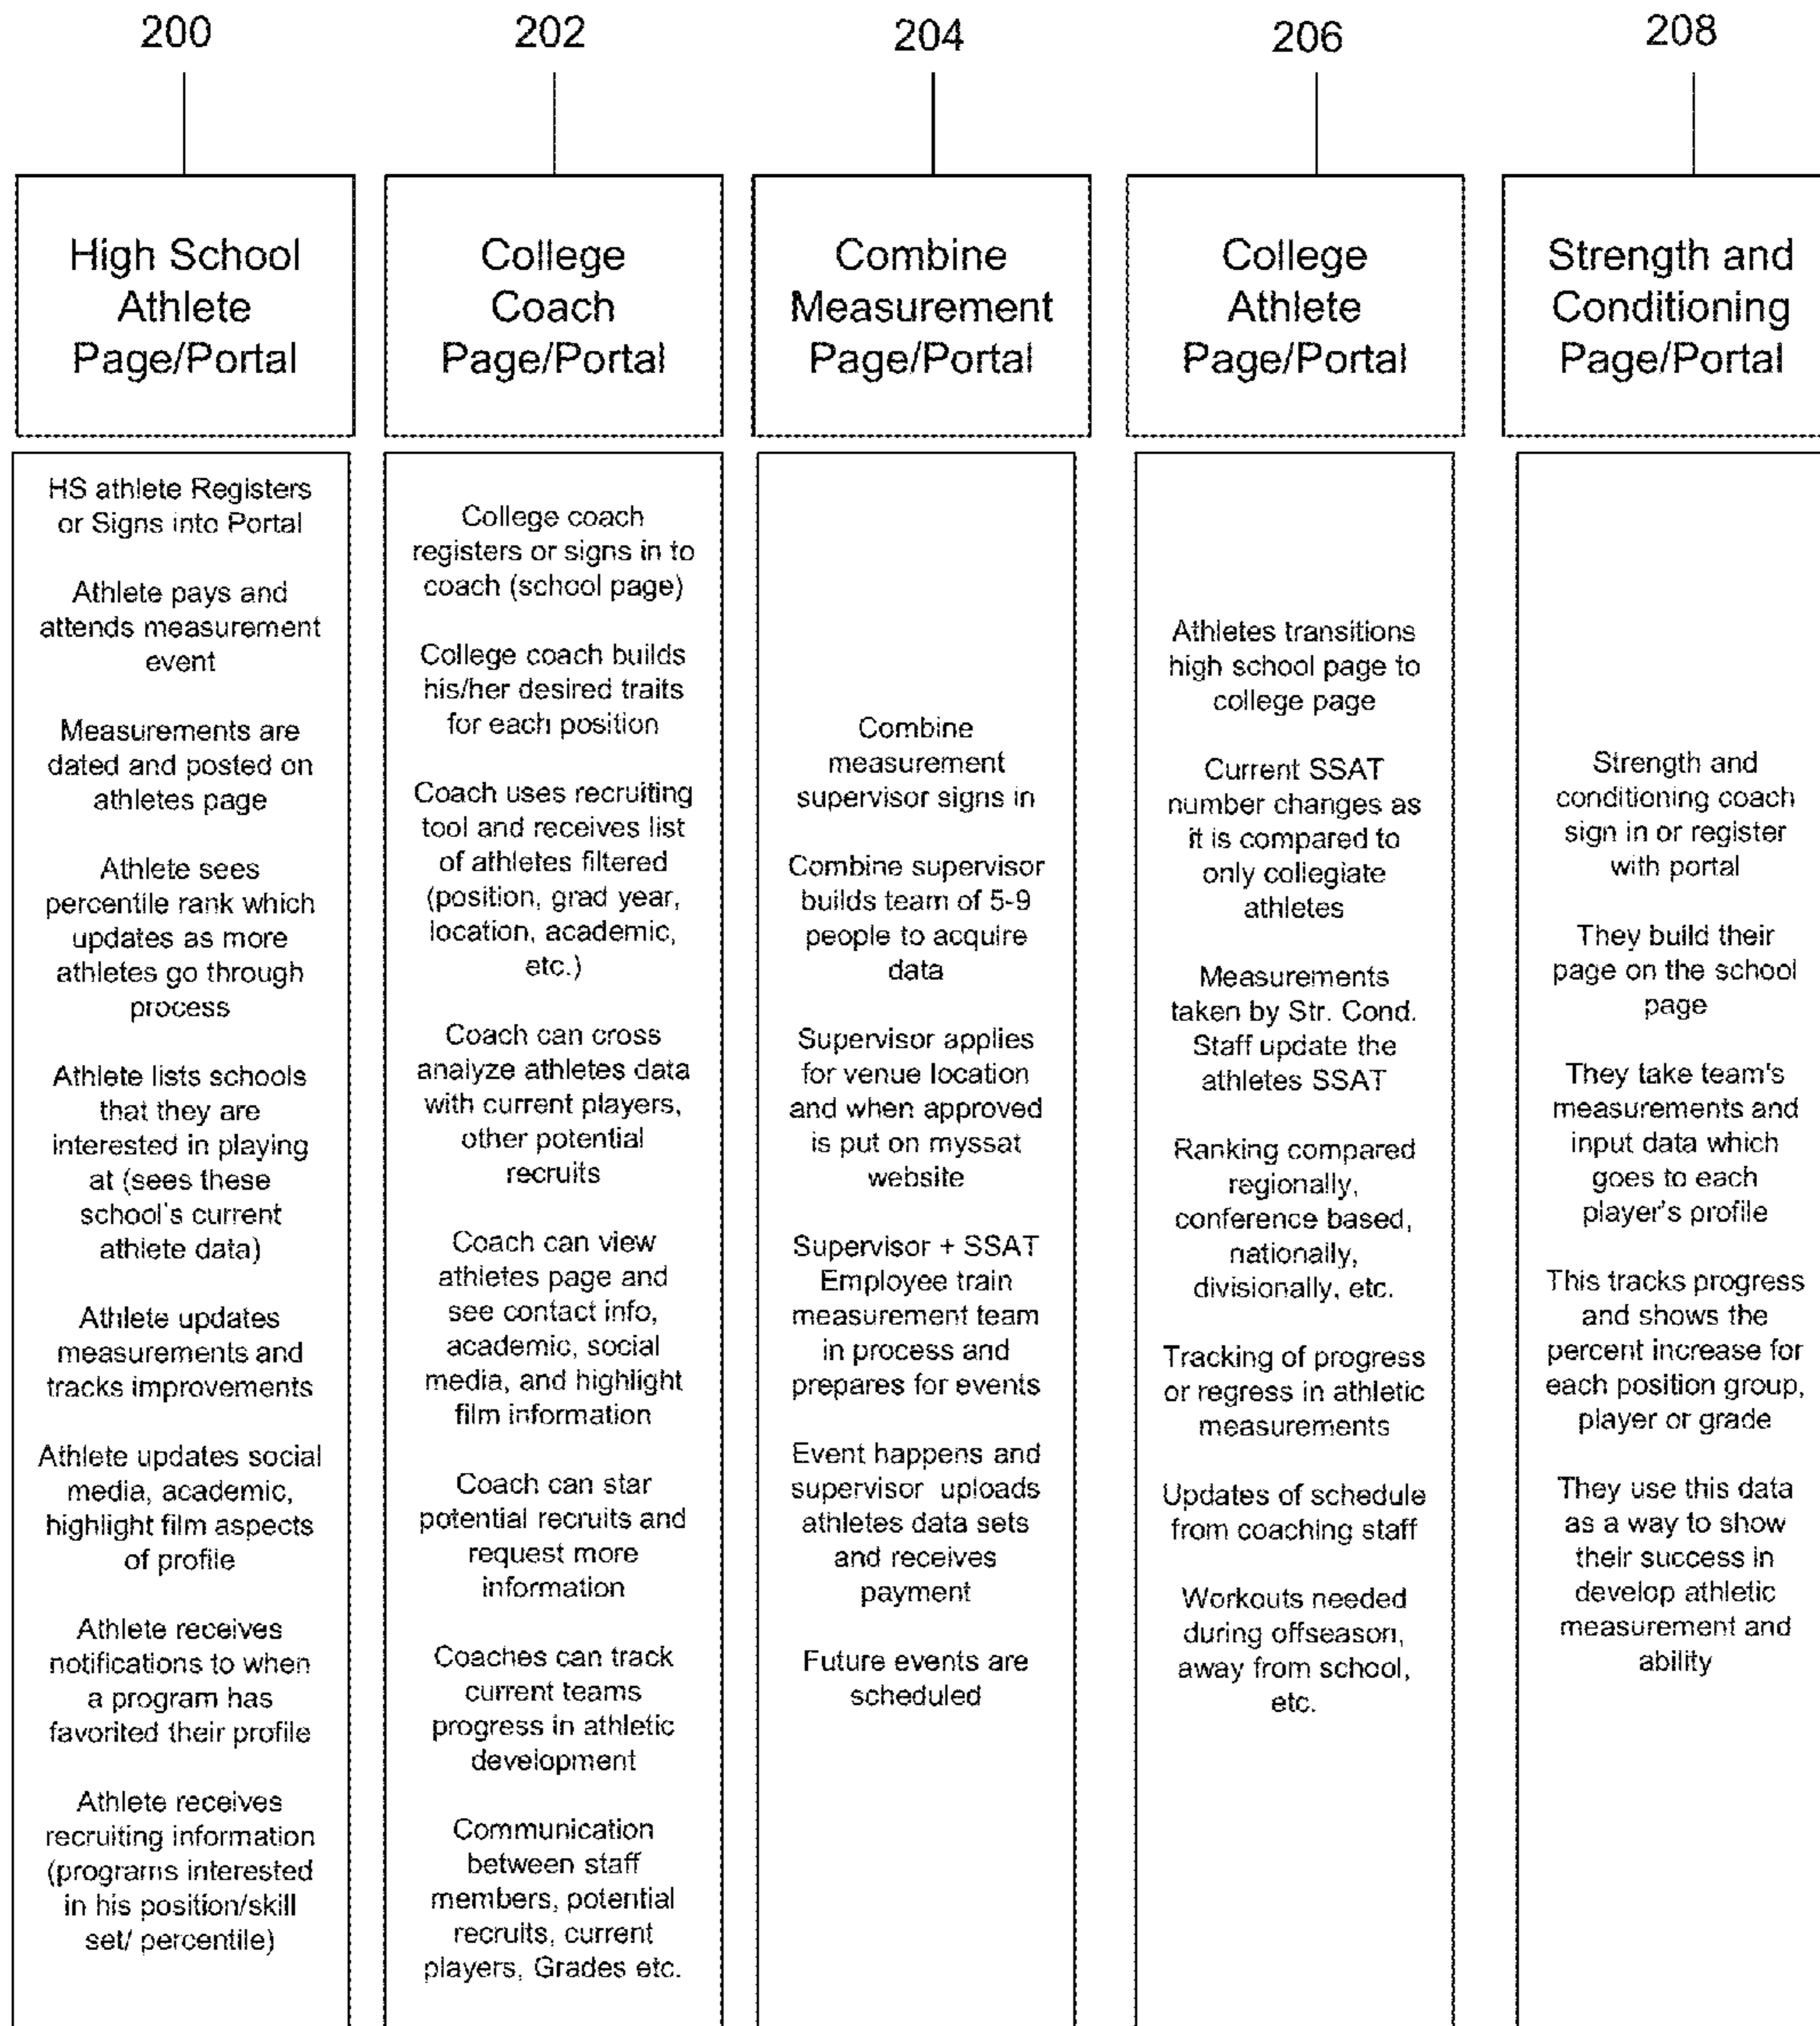 200
202
204
206
208
High School
Athlete
Page/Portal
College
Coach
Page/Portal
Combine
Measurement
Page/Portal
College
Athlete
Page/Portal
Strength and
Conditioning
Page/Portal
HS athlete Registers
or Signs into Portal
Athlete pays and
attends measurement
event
Measurements are
dated and posted on
athletes page
Athlete sees
percentile rank which
updates as more
athletes go through
process
Athlete lists schools
that they are
interested in playing
at (sees these
school's current
athlete data)
Athlete updates
measurements and
tracks improvements
Athlete updates social
media, academic,
highlight film aspects
of profile
Athlete receives
notifications to when
a program has
favorited their profile
Athlete receives
recruiting information
(programs interested
in his position/skill
set/ percentile)
College coach
registers or signs in to
coach (school page)
College coach builds
his/her desired traits
for each position
Coach uses recruiting
tool and receives list
of athletes filtered
(position, grad year,
location, academic,
etc.)
Coach can cross
analyze athletes data
with current players,
other potential
recruits
Coach can view
athletes page and
see contact info,
academic, social
media, and highlight
film information
Coach can star
potential recruits and
request more
information
Coaches can track
current teams
progress in athletic
development
Communication
between staff
members, potential
recruits, current
players, Grades etc.
Combine
measurement
supervisor signs in
Combine supervisor
builds team of 5-9
people to acquire
data
Supervisor applies
for venue location
and when approved
is put on myssat
website
Supervisor + SSAT
Employee train
measurement team
in process and
prepares for events
Event happens and
supervisor uploads
athletes data sets
and receives
payment
Future events are
scheduled
Athletes transitions
high school page to
college page
Current SSAT
number changes as
it is compared to
only collegiate
athletes
Measurements
taken by Str. Cond.
Staff update the
athletes SSAT
Ranking compared
regionally,
conference based,
nationally,
divisionally, etc.
Tracking of progress
or regress in athletic
measurements
Updates of schedule
from coaching staff
Workouts needed
during offseason,
away from school,
etc.
Strength and
conditioning coach
sign in or register
with portal
They build their
page on the school
page
They take team's
measurements and
input data which
goes to each
player's profile
This tracks progress
and shows the
percent increase for
each position group,
player or grade
They use this data
as a way to show
their success in
develop athletic
measurement and
ability